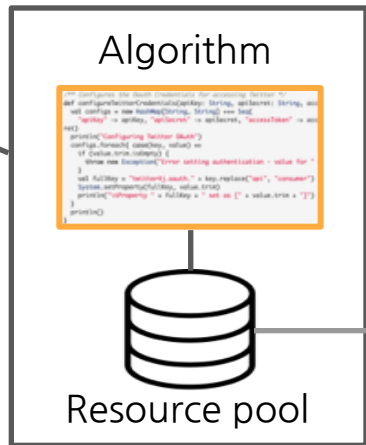 Algorithm
/** Configures the Oauth Credentials for accessing Twitter */
def configureTwitterCredentials(apiKey: String, apiSecret: String, acc
val configs = new HashMap[String, String] ++= Seq(
"apiKey" -> apiKey, "apiSecret" -> apiSecret, "accessToken" -> acc
ret)
println("Configuring Twitter OAuth")
configs.foreach{ case(key, value) =>
if (value.trim.isEmpty) {
throw new Exception("Error setting authentication - value for "
}
val fullKey = "twitter4j.oauth." + key.replace("api", "consumer")
System.setProperty(fullKey, value.trim)
println("\tProperty " + fullKey + " set as [" + value.trim + "]")
}
println()
}
Resource pool